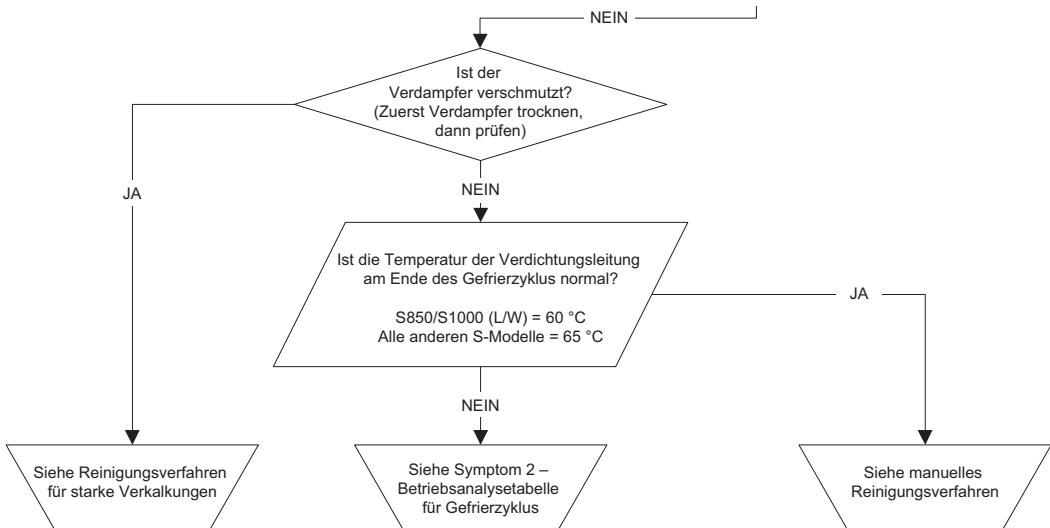 NEIN
Ist der
Verdampfer verschmutzt?
(Zuerst Verdampfer trocknen,
dann prüfen)
JA
NEIN
Ist die Temperatur der Verdichtungsleitung
am Ende des Gefrierzyklus normal?
S850/S1000 (L/W) = 60 °C
Alle anderen S-Modelle = 65 °C
JA
NEIN
Siehe Reinigungsverfahren
für starke Verkalkungen
Siehe Symptom 2 –
Betriebsanalysetabelle
für Gefrierzyklus
Siehe manuelles
Reinigungsverfahren